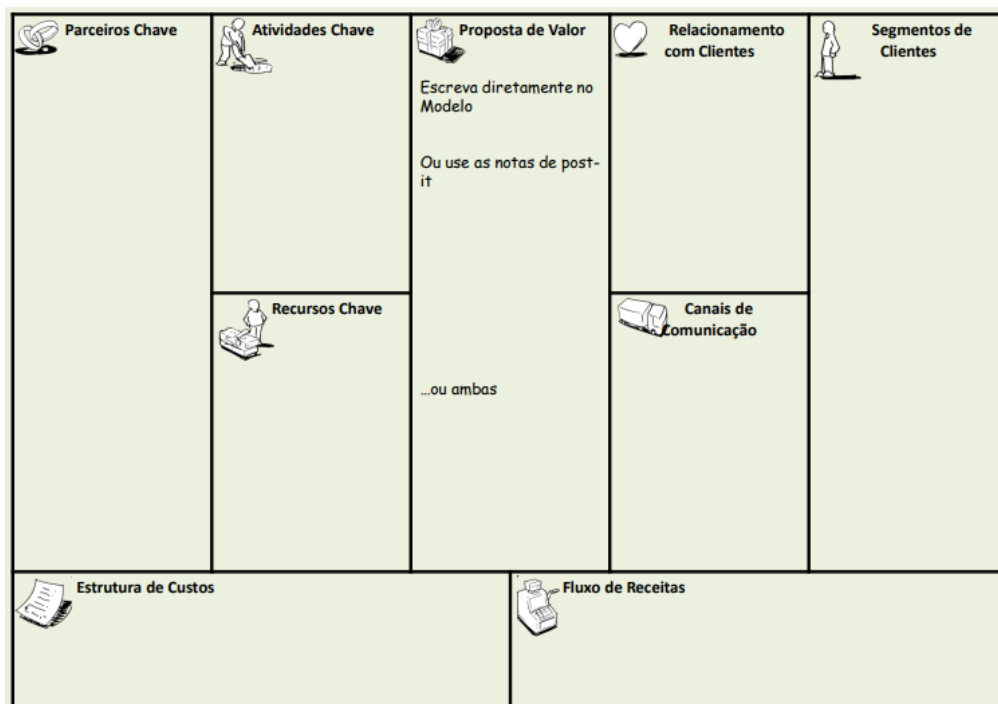 Parceiros Chave
Atividades Chave
Proposta de Valor
Escreva diretamente no
Modelo
Ou use as notas de post-
it
...ou ambas
Relacionamento
com Clientes
Segmentos de
Clientes
Recursos Chave
Canais de
Comunicação
Estrutura de Custos
Fluxo de Receitas